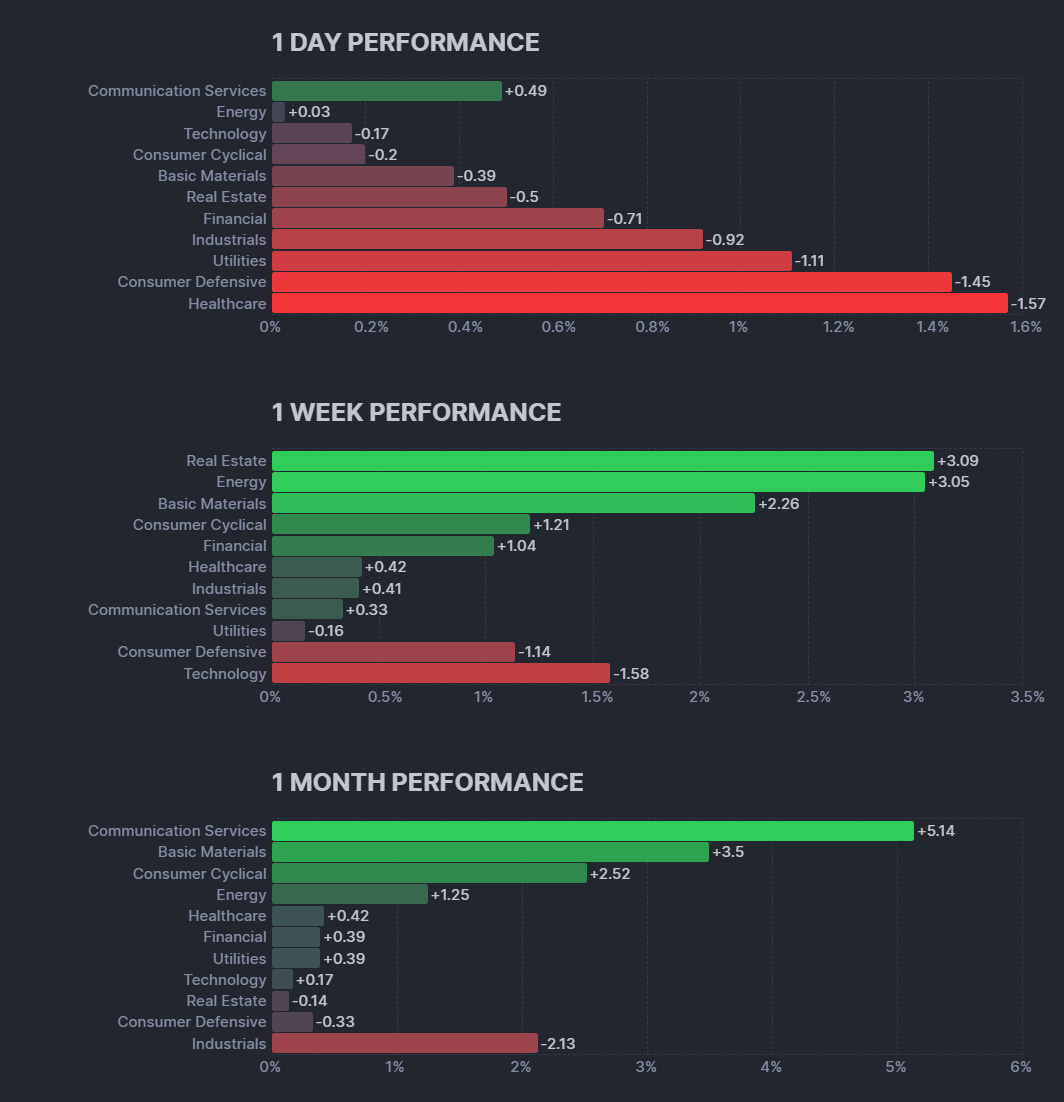 1 DAY PERFORMANCE
Communication Services +0.49
Energy +0.03
Technology -0.17
Consumer Cyclical -0.2
Basic Materials -0.39
Real Estate -0.5
Financial -0.71
Industrials -0.92
Utilities -1.11
Consumer Defensive -1.45
Healthcare -1.57
0% 0.2% 0.4% 0.6% 0.8% 1% 1.2% 1.4% 1.6%
1 WEEK PERFORMANCE
Real Estate +3.09
Energy +3.05
Basic Materials +2.26
Consumer Cyclical +1.21
Financial +1.04
Healthcare +0.42
Industrials +0.41
Communication Services +0.33
Utilities -0.16
Consumer Defensive -1.14
Technology -1.58
0% 0.5% 1% 1.5% 2% 2.5% 3% 3.5%
1 MONTH PERFORMANCE
Communication Services +5.14
Basic Materials +3.5
Consumer Cyclical +2.52
Energy +1.25
Healthcare +0.42
Financial +0.39
Utilities +0.39
Technology +0.17
Real Estate -0.14
Consumer Defensive -0.33
Industrials -2.13
0% 1% 2% 3% 4% 5% 6%